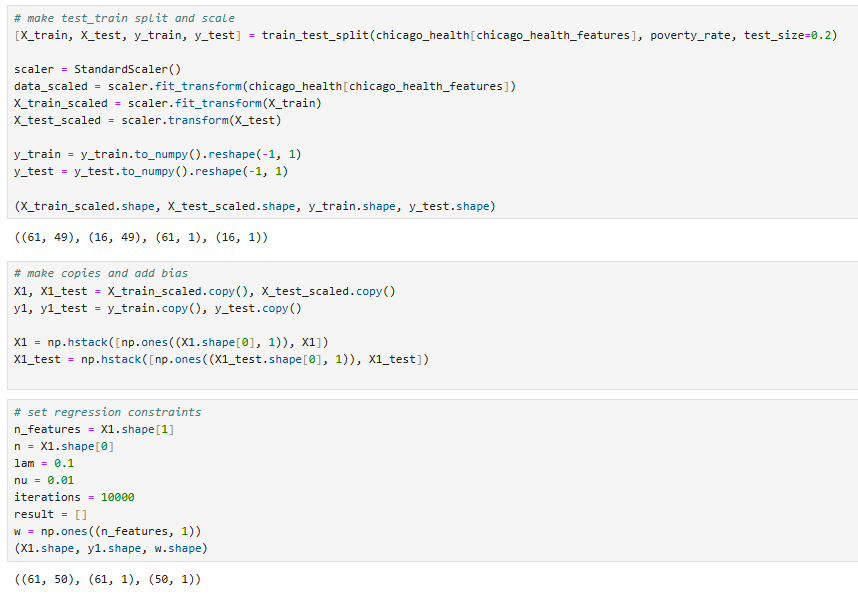 # make test_train split and scale
[X_train, X_test, y_train, y_test] = train_test_split(chicago_health[chicago_health_features], poverty_rate, test_size=0.2)
scaler = StandardScaler()
data_scaled = scaler.fit_transform(chicago_health[chicago_health_features])
X_train_scaled = scaler.fit_transform(X_train)
X_test_scaled = scaler.transform(X_test)
y_train = y_train.to_numpy().reshape(-1, 1)
y_test = y_test.to_numpy().reshape(-1, 1)
(X_train_scaled.shape, X_test_scaled.shape, y_train.shape, y_test.shape)
((61, 49), (16, 49), (61, 1), (16, 1))
# make copies and add bias
X1, X1_test = X_train_scaled.copy(), X_test_scaled.copy()
y1, y1_test = y_train.copy(), y_test.copy()
X1 = np.hstack([np.ones((X1.shape[0], 1)), X1])
X1_test = np.hstack([np.ones((X1_test.shape[0], 1)), X1_test])
# set regression constraints
n_features = X1.shape[1]
n = X1.shape[0]
lam = 0.1
nu = 0.01
iterations = 10000
result = []
w = np.ones((n_features, 1))
(X1.shape, y1.shape, w.shape)
((61, 50), (61, 1), (50, 1))